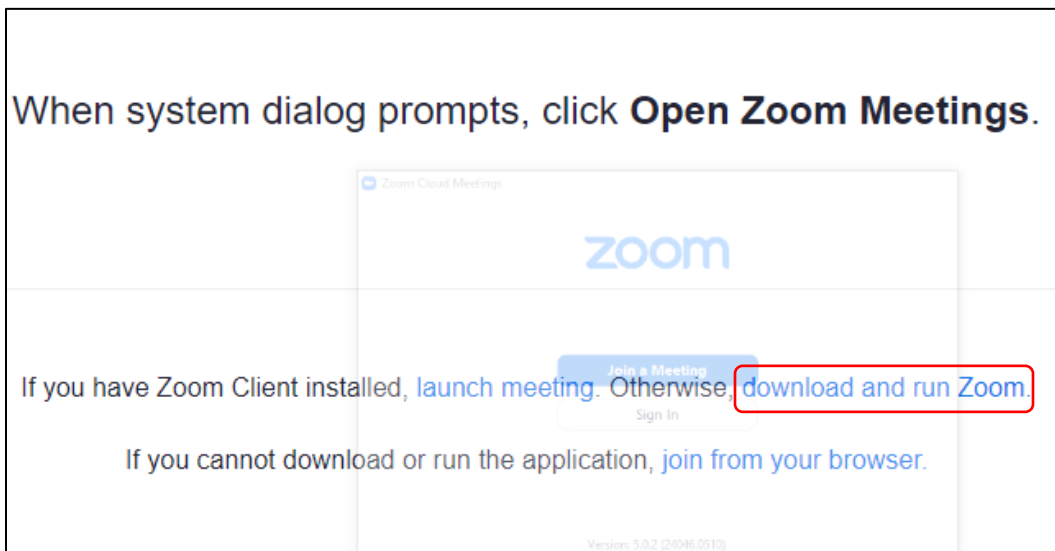 When system dialog prompts, click Open Zoom Meetings.
Zoom Cloud Meetings
zoom
Join a Meeting
If you have Zoom Client installed, launch meeting. Otherwise, download and run Zoom.
Sign In
If you cannot download or run the application, join from your browser.
Version: 5.0.2 (24046.0510)